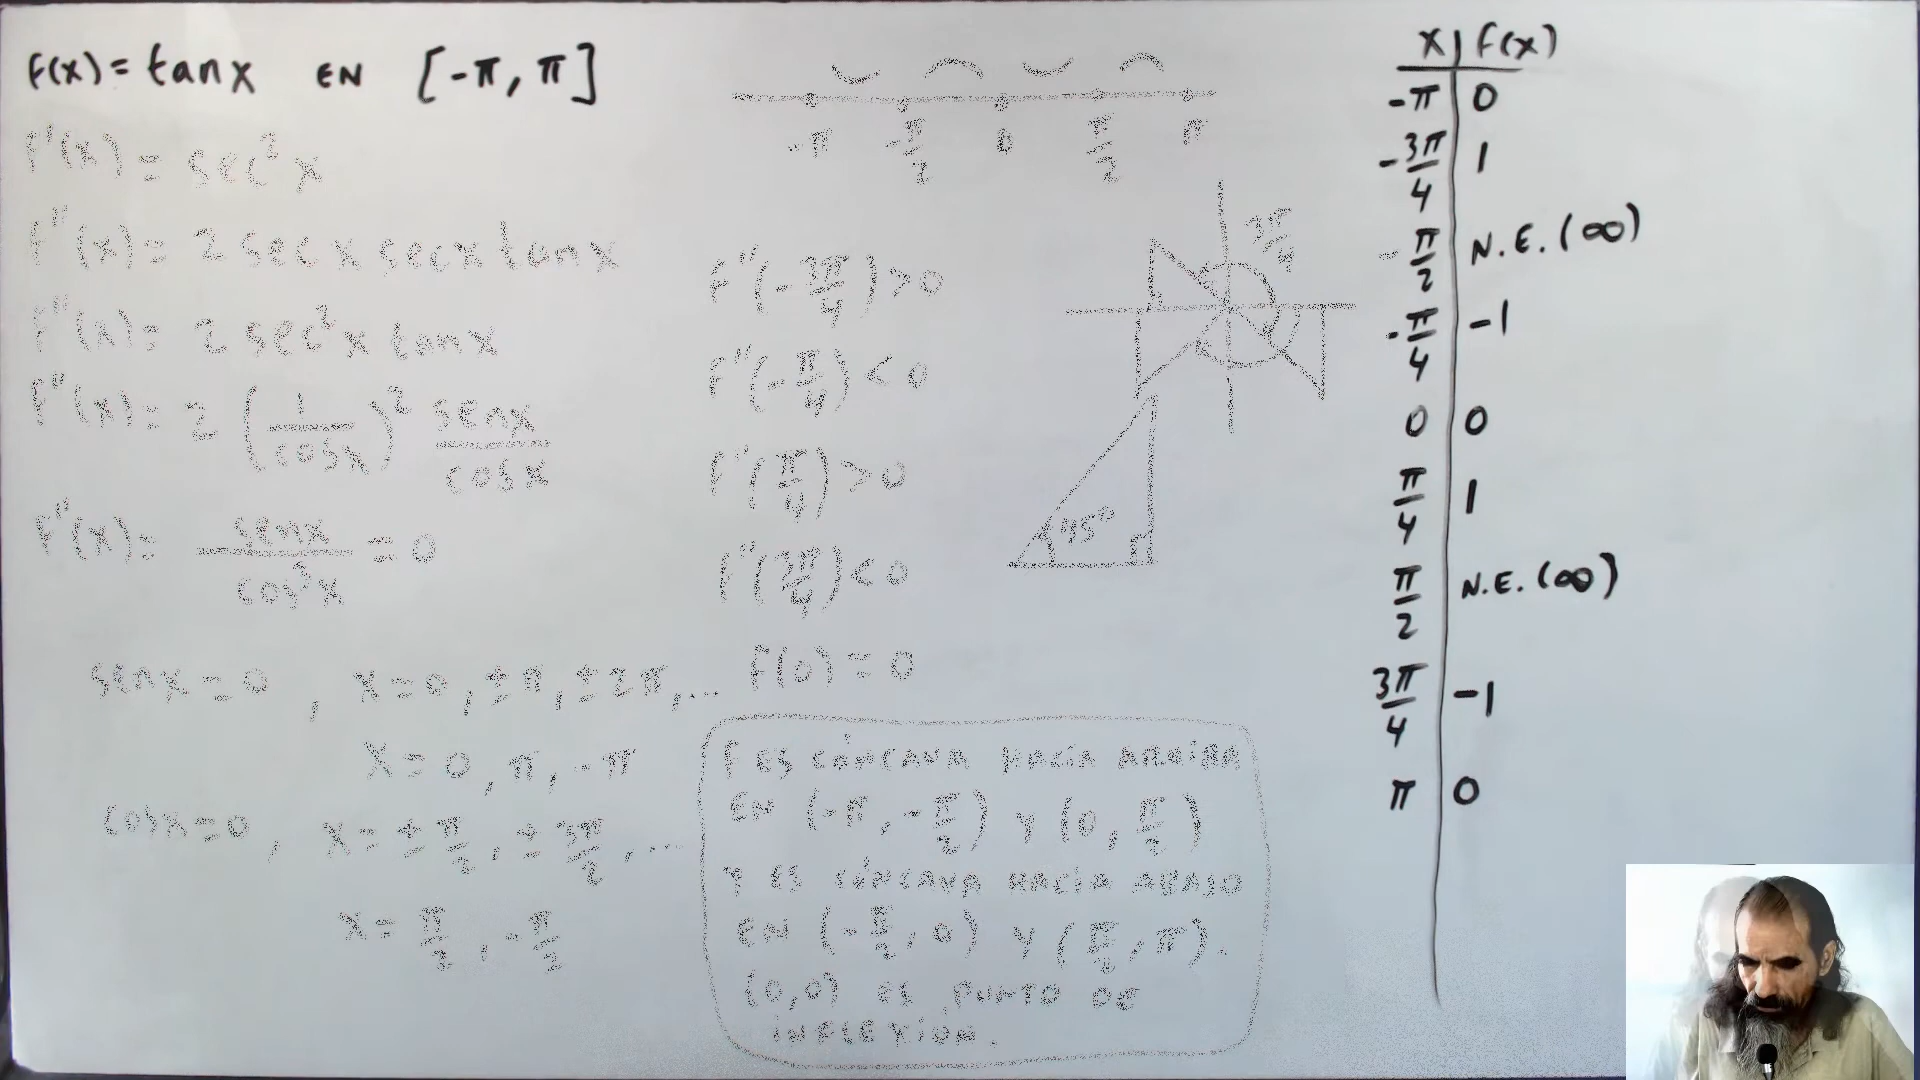 f(x) = tan x EN [-π, π]
f'(x) = sec²x
f''(x) = 2 sec x sec x tan x
f''(x) = 2 sec²x tan x
f''(x) = 2 (1/cos x)² sen x/cos x
f''(x) = sen x/cos³x = 0
sen x = 0, x = 0, ±π, ±2π, ...
x = 0, π, -π
cos x = 0, x = ±π/2, ±3π/2, ...
x = π/2, -π/2
-π -π/2 0 π/2 π
f''(-3π/4) > 0
f''(-π/4) < 0
f''(π/4) > 0
f''(3π/4) < 0
f(0) = 0
3π/4
45°
F ES CÓNCAVA HACIA ARRIBA
EN (-π, -π/2) Y (0, π/2)
Y ES CÓNCAVA HACIA ABAJO
EN (-π/2, 0) Y (π/2, π).
(0,0) ES PUNTO DE
INFLEXIÓN.
x | f(x)
-π | 0
-3π/4 | 1
-π/2 | N.E. (∞)
-π/4 | -1
0 | 0
π/4 | 1
π/2 | N.E. (∞)
3π/4 | -1
π | 0